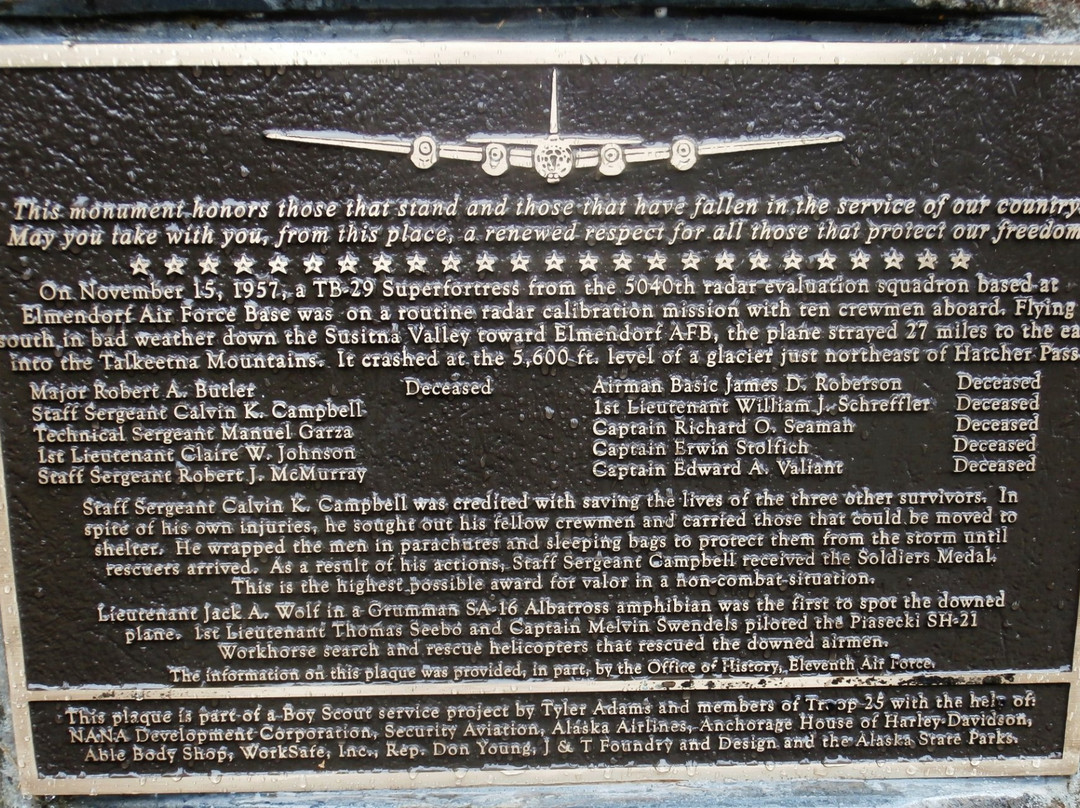 This monument honors those that stand and those that have fallen in the service of our country
May you take with you, from this place, a renewed respect for all those that protect our freedom
On November 15, 1957, a TB-29 Superfortress from the 5040th radar evaluation squadron based at
Elmendorf Air Force Base was on a routine radar calibration mission with ten crewmen aboard. Flying
south in bad weather down the Susitna Valley toward Elmendorf AFB, the plane strayed 27 miles to the ea
into the Talkeetna Mountains. It crashed at the 5,600-ft. level of a glacier just northeast of Hatcher Pass
Major Robert A. Butler Deceased
Staff Sergeant Calvin K. Campbell
Technical Sergeant Manuel Garza
1st Lieutenant Claire W. Johnson
Staff Sergeant Robert J. McMurray
Airman Basic James D. Roberson Deceased
1st Lieutenant William J. Schreffler Deceased
Captain Richard O. Seaman Deceased
Captain Erwin Stolfich Deceased
Captain Edward A. Valiant Deceased
Staff Sergeant Calvin K. Campbell was credited with saving the lives of the three other survivors. In
spite of his own injuries, he sought out his fellow crewmen and carried those that could be moved to
shelter. He wrapped the men in parachutes and sleeping bags to protect them from the storm until
rescuers arrived. As a result of his actions, Staff Sergeant Campbell received the Soldiers Medal.
This is the highest possible award for valor in a non-combat situation.
Lieutenant Jack A. Wolf in a Grumman SA-16 Albatross amphibian was the first to spot the downed
plane. 1st Lieutenant Thomas Seebo and Captain Melvin Swendels piloted the Piasecki SH-21
Workhorse search and rescue helicopters that rescued the downed airmen.
The information on this plaque was provided, in part, by the Office of History, Eleventh Air Force.
This plaque is part of a Boy Scout service project by Tyler Adams and members of Troop 25 with the help of:
NANA Development Corporation, Security Aviation, Alaska Airlines, Anchorage House of Harley-Davidson,
Able Body Shop, WorkSafe, Inc., Rep. Don Young, J & T Foundry and Design and the Alaska State Parks.